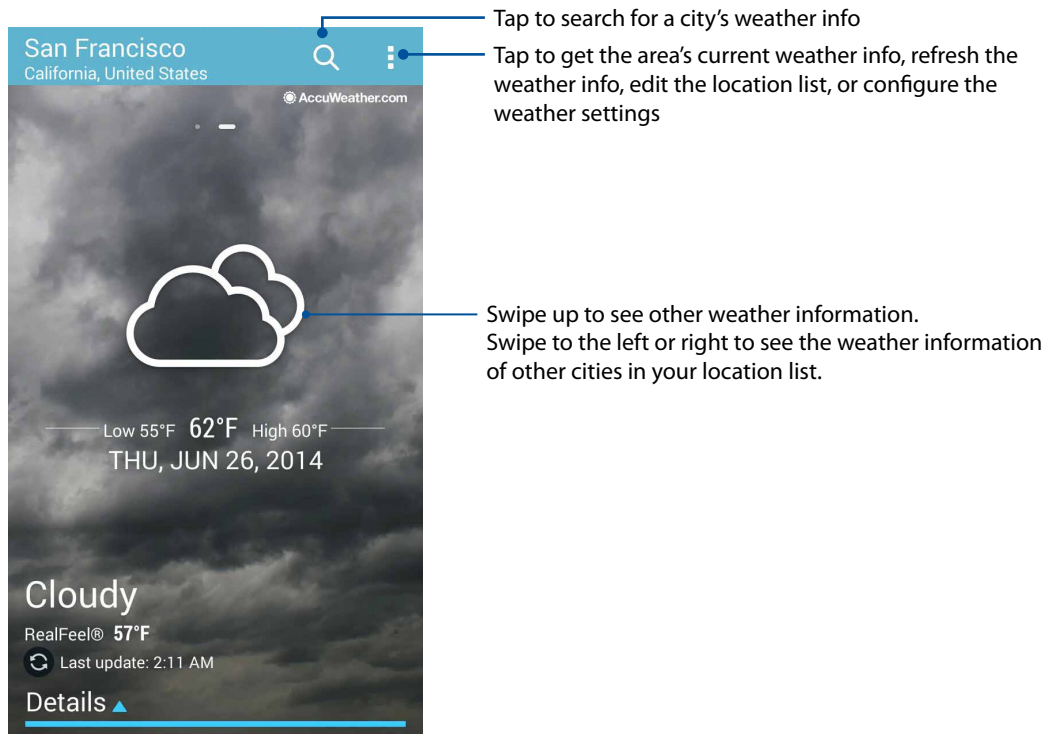 Tap to search for a city’s weather info
San Francisco
California, United States
Tap to get the area’s current weather info, refresh the
weather info, edit the location list, or configure the
weather settings
AccuWeather.com
Swipe up to see other weather information.
Swipe to the left or right to see the weather information
of other cities in your location list.
Low 55°F 62°F High 60°F
THU, JUN 26, 2014
Cloudy
RealFeel® 57°F
Last update: 2:11 AM
Details